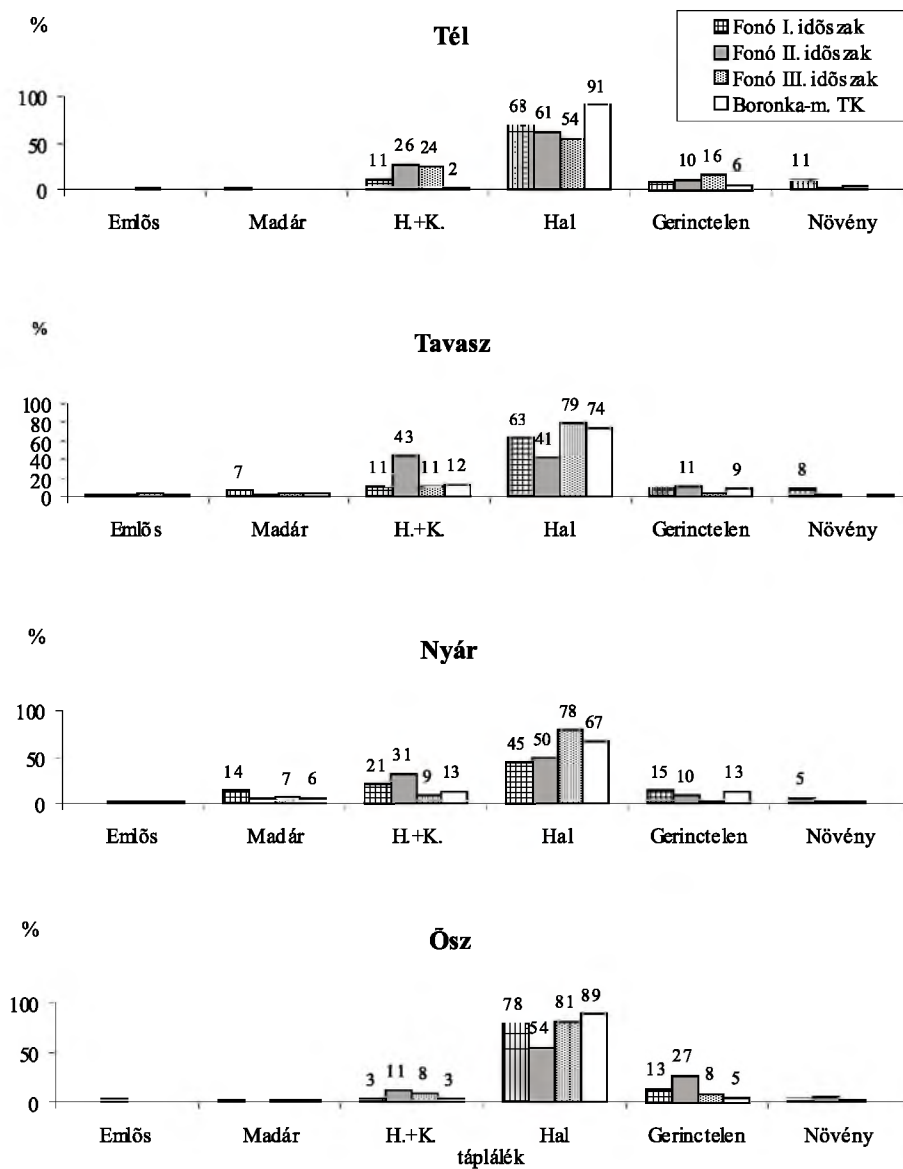 %
Tél
Fonó I. idõszak
Fonó II. idõszak
Fonó III. idõszak
Boronka-m. TK
100
50
0
11 26 24 2
68 61 54 91
10 16 6
11
Emlõs Madár H.+K. Hal Gerinctelen Növény
%
Tavasz
100
80
60
40
20
0
7
11 43 11 12
63 41 79 74
11 9
8
Emlõs Madár H.+K. Hal Gerinctelen Növény
%
Nyár
100
50
0
14 7 6
21 31 9 13
45 50 78 67
15 10 13
5
Emlõs Madár H.+K. Hal Gerinctelen Növény
%
Õsz
100
50
0
3 11 8 3
78 54 81 89
13 27 8 5
Emlõs Madár H.+K. Hal Gerinctelen Növény
táplálék